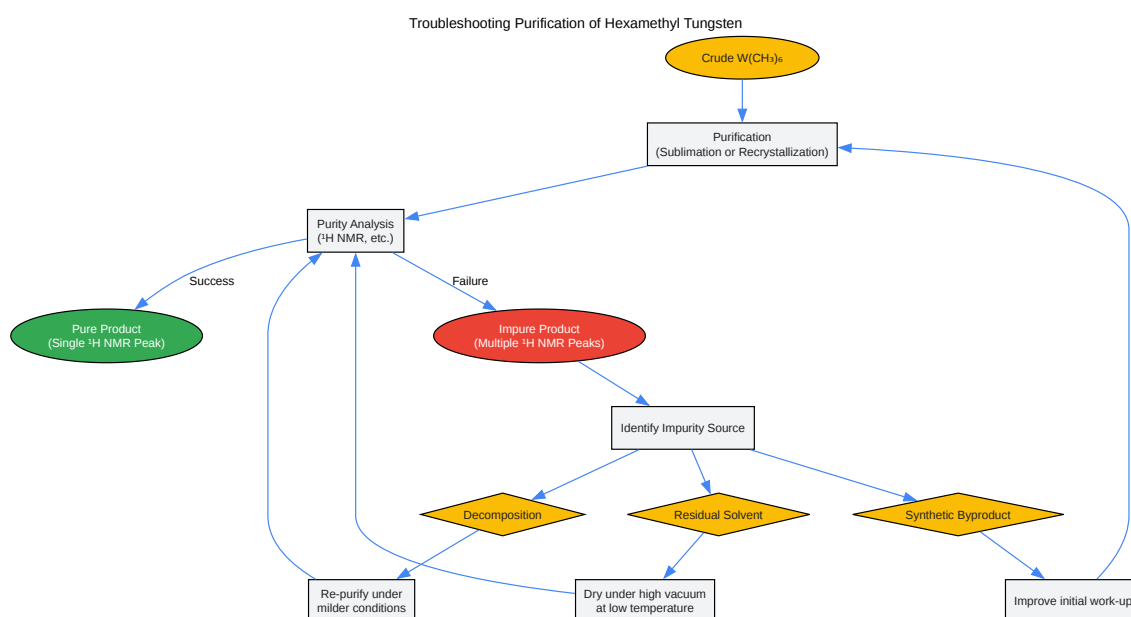 Troubleshooting Purification of Hexamethyl Tungsten
Crude W(CH₃)₆
Purification
(Sublimation or Recrystallization)
Purity Analysis
(¹H NMR, etc.)
Success
Failure
Pure Product
(Single ¹H NMR Peak)
Impure Product
(Multiple ¹H NMR Peaks)
Identify Impurity Source
Decomposition
Residual Solvent
Synthetic Byproduct
Re-purify under
milder conditions
Dry under high vacuum
at low temperature
Improve initial work-up